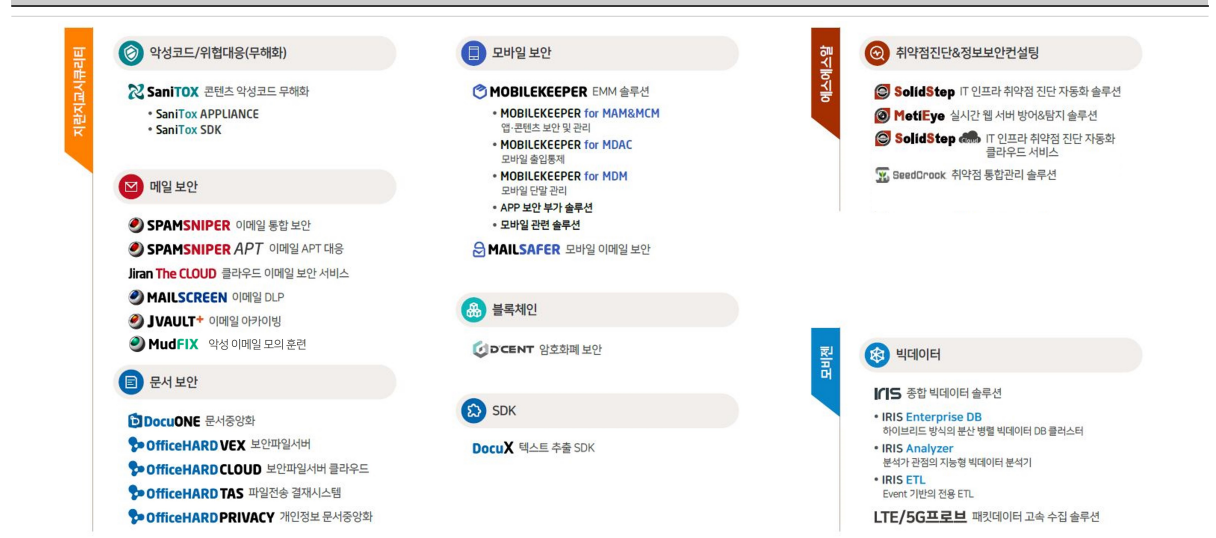 지란지교시큐리티
악성코드/위협대응(무해화)
SaniTOX 콘텐츠 악성코드 무해화
• SaniTox APPLIANCE
• SaniTox SDK
메일 보안
SPAMSNIPER 이메일 통합 보안
SPAMSNIPER APT 이메일 APT 대응
Jiran The CLOUD 클라우드 이메일 보안 서비스
MAILSCREEN 이메일 DLP
JVAULT+ 이메일 아카이빙
MudFIX 악성 이메일 모의 훈련
문서 보안
DocuONE 문서중앙화
OfficeHARD VEX 보안파일서버
OfficeHARD CLOUD 보안파일서버 클라우드
OfficeHARD TAS 파일전송 결재시스템
OfficeHARD PRIVACY 개인정보 문서중앙화
모바일 보안
MOBILEKEEPER EMM 솔루션
• MOBILEKEEPER for MAM&MCM
앱·콘텐츠 보안 및 관리
• MOBILEKEEPER for MDAC
모바일 출입통제
• MOBILEKEEPER for MDM
모바일 단말 관리
• APP 보안 부가 솔루션
• 모바일 관련 솔루션
MAILSAFER 모바일 이메일 보안
블록체인
D'CENT 암호화폐 보안
SDK
DocuX 텍스트 추출 SDK
에스에스알
취약점진단&정보보안컨설팅
SolidStep IT 인프라 취약점 진단 자동화 솔루션
MetiEye 실시간 웹 서버 방어&탐지 솔루션
SolidStep Cloud IT 인프라 취약점 진단 자동화
클라우드 서비스
SeedCrook 취약점 통합관리 솔루션
모비젠
빅데이터
IRIS 종합 빅데이터 솔루션
• IRIS Enterprise DB
하이브리드 방식의 분산 병렬 빅데이터 DB 클러스터
• IRIS Analyzer
분석가 관점의 지능형 빅데이터 분석기
• IRIS ETL
Event 기반의 전용 ETL
LTE/5G프로브 패킷데이터 고속 수집 솔루션